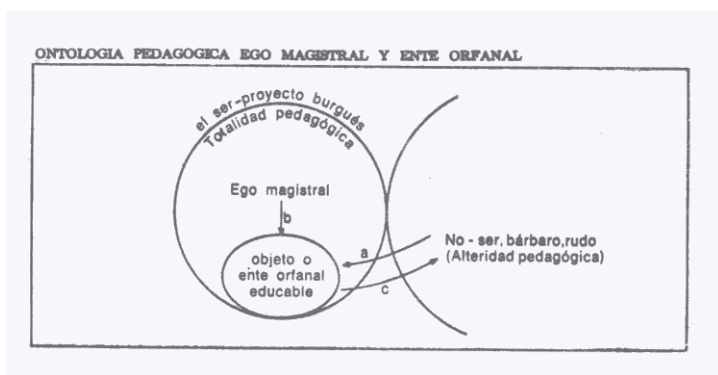 ONTOLOGIA PEDAGOGICA EGO MAGISTRAL Y ENTE ORFANAL
el ser-proyecto burgués
Totalidad pedagógica
Ego magistral
b
objeto o
ente orfanal
educable
a
c
No - ser, bárbaro, rudo
(Alteridad pedagógica)